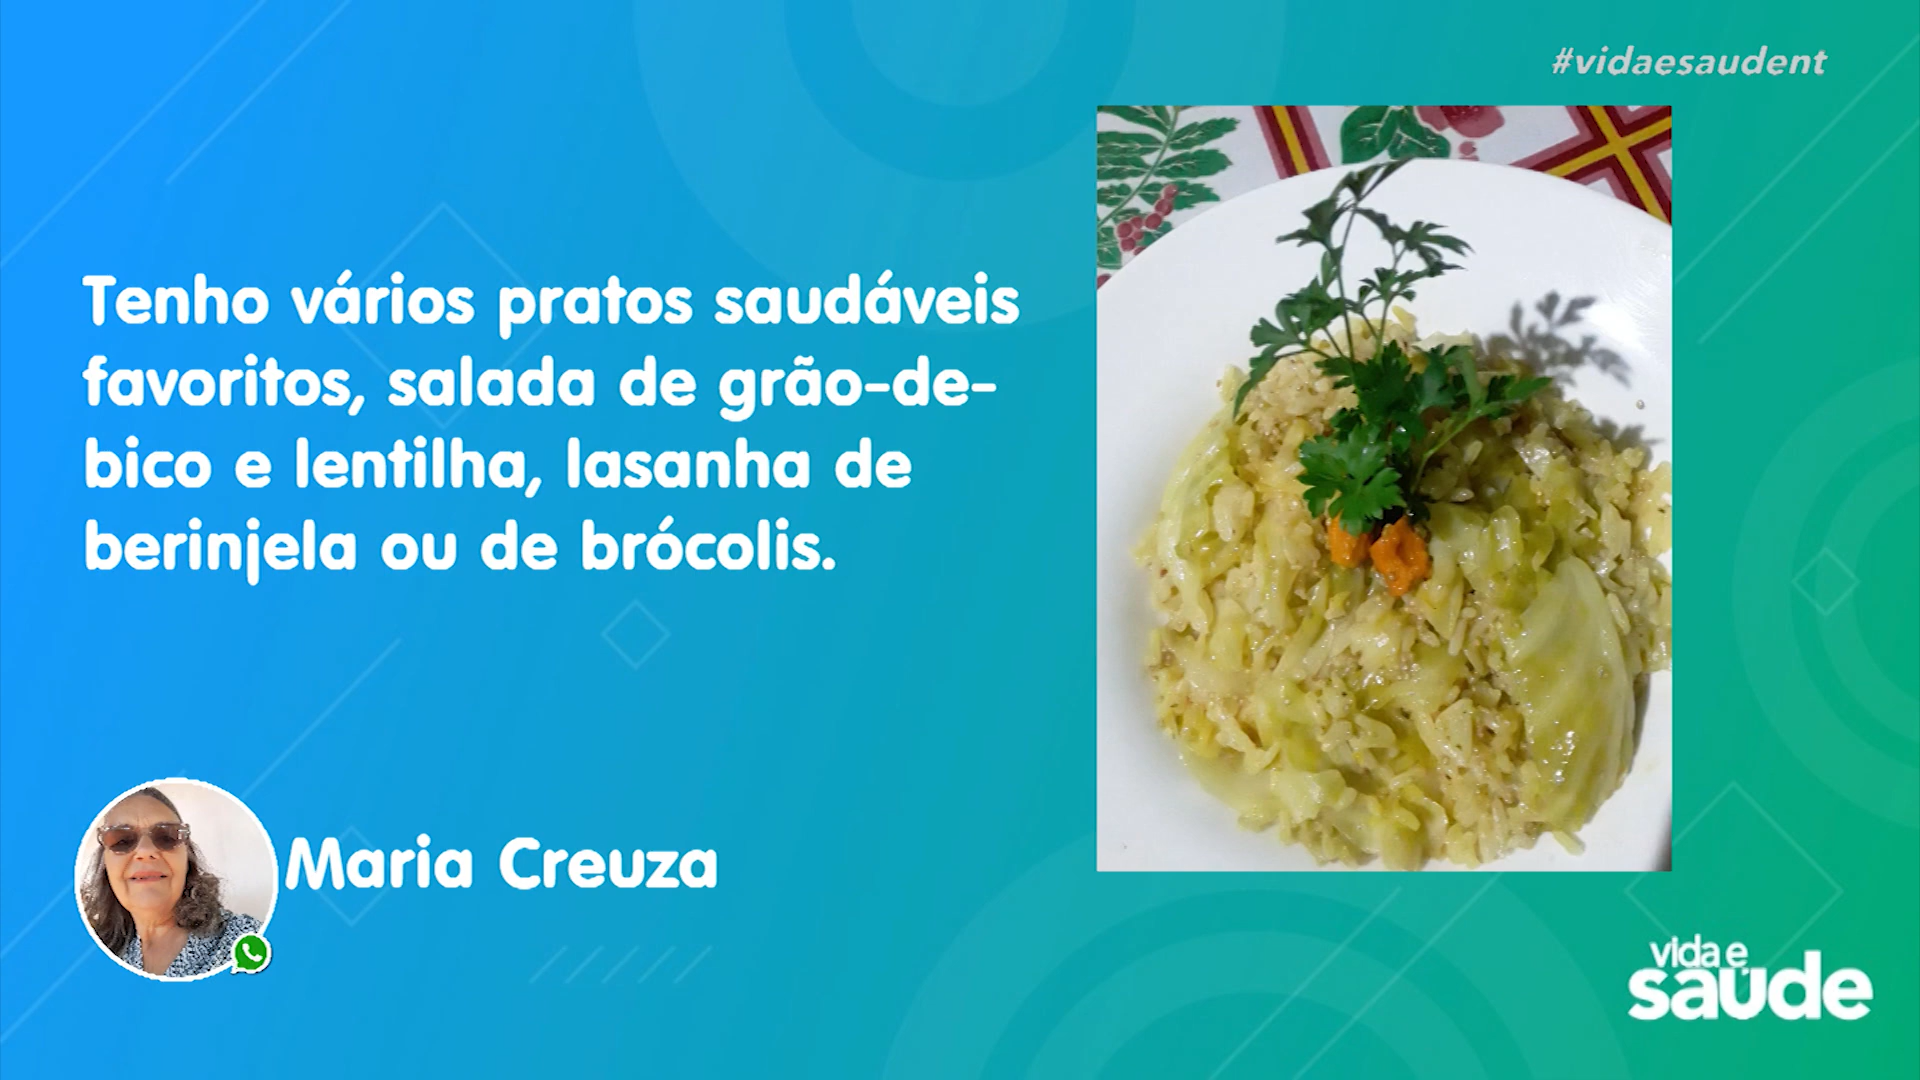 #vidaesaudent
Tenho vários pratos saudáveis
favoritos, salada de grão-de-
bico e lentilha, lasanha de
berinjela ou de brócolis.
Maria Creuza
vida e
saúde